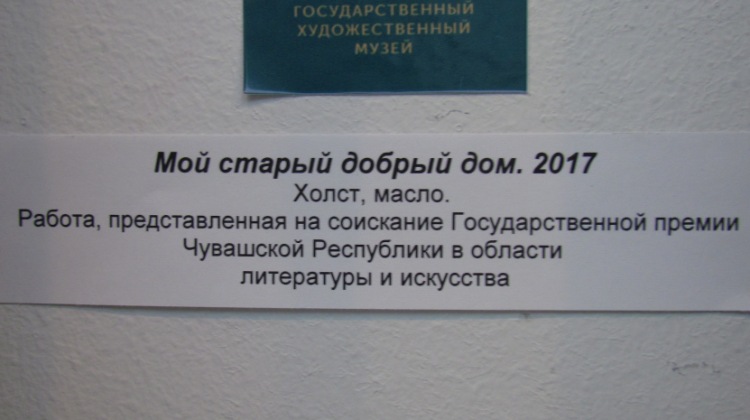 ГОСУДАРСТВЕННЫЙ
ХУДОЖЕСТВЕННЫЙ
МУЗЕЙ
Мой старый добрый дом. 2017
Холст, масло.
Работа, представленная на соискание Государственной премии
Чувашской Республики в области
литературы и искусства